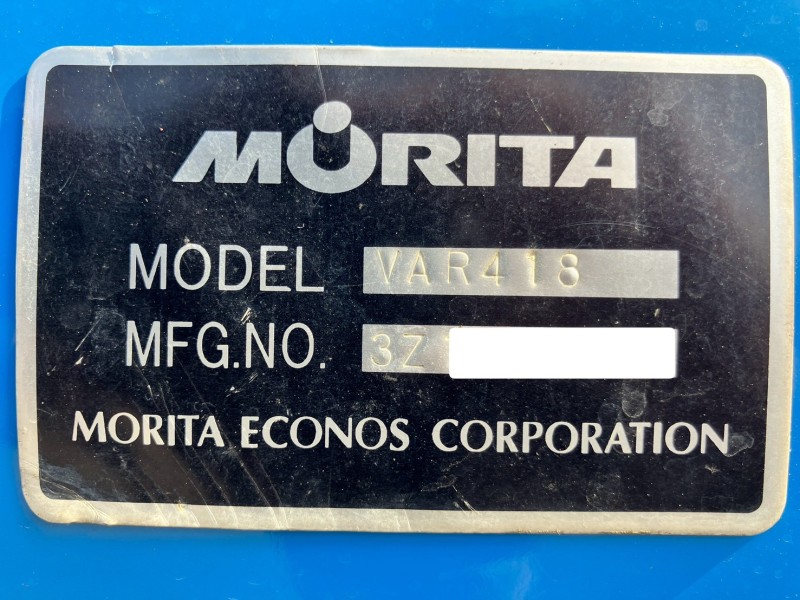 MORITA
MODEL VAR418
MFG.NO. 3Z
MORITA ECONOS CORPORATION